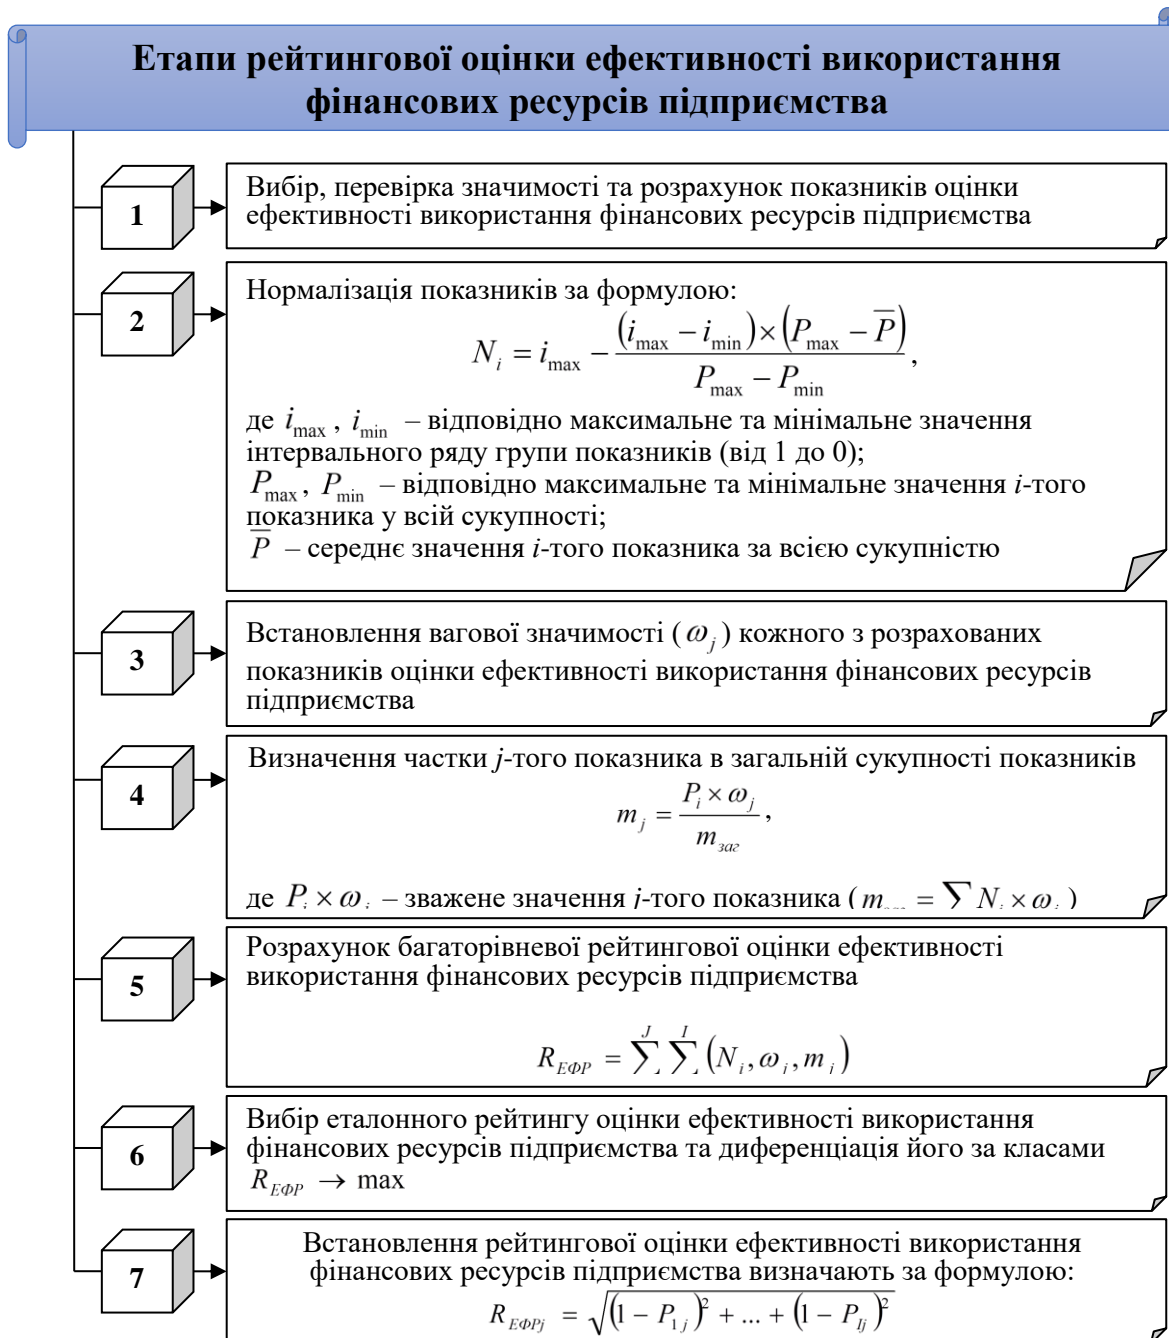 Етапи рейтингової оцінки ефективності використання
фінансових ресурсів підприємства
1
Вибір, перевірка значимості та розрахунок показників оцінки
ефективності використання фінансових ресурсів підприємства
2
Нормалізація показників за формулою:
N_i = i_max − ((i_max − i_min) × (P_max − P̅)) / (P_max − P_min),
де i_max , i_min – відповідно максимальне та мінімальне значення
інтервального ряду групи показників (від 1 до 0);
P_max , P_min – відповідно максимальне та мінімальне значення i-того
показника у всій сукупності;
P̅ – середнє значення i-того показника за всією сукупністю
3
Встановлення вагової значимості ( ω_j ) кожного з розрахованих
показників оцінки ефективності використання фінансових ресурсів
підприємства
4
Визначення частки j-того показника в загальній сукупності показників
m_j = (P_i × ω_j) / m_заг ,
де P_i × ω_j – зважене значення j-того показника ( m_заг = ∑ N_i × ω_j )
5
Розрахунок багаторівневої рейтингової оцінки ефективності
використання фінансових ресурсів підприємства
R_ЕФР = ∑^J ∑^I (N_i, ω_j, m_j)
6
Вибір еталонного рейтингу оцінки ефективності використання
фінансових ресурсів підприємства та диференціація його за класами
R_ЕФР → max
7
Встановлення рейтингової оцінки ефективності використання
фінансових ресурсів підприємства визначають за формулою:
R_ЕФРj = √((1 − P_1j)² + ... + (1 − P_Ij)²)